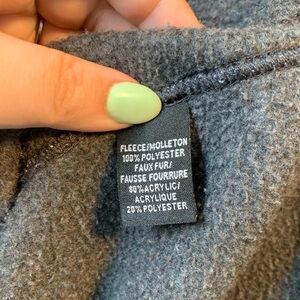 FLEECE/MOLLETON
100% POLYESTER
FAUX FUR/
FAUSSE FOURRURE
80% ACRYLIC/
ACRYLIQUE
20% POLYESTER